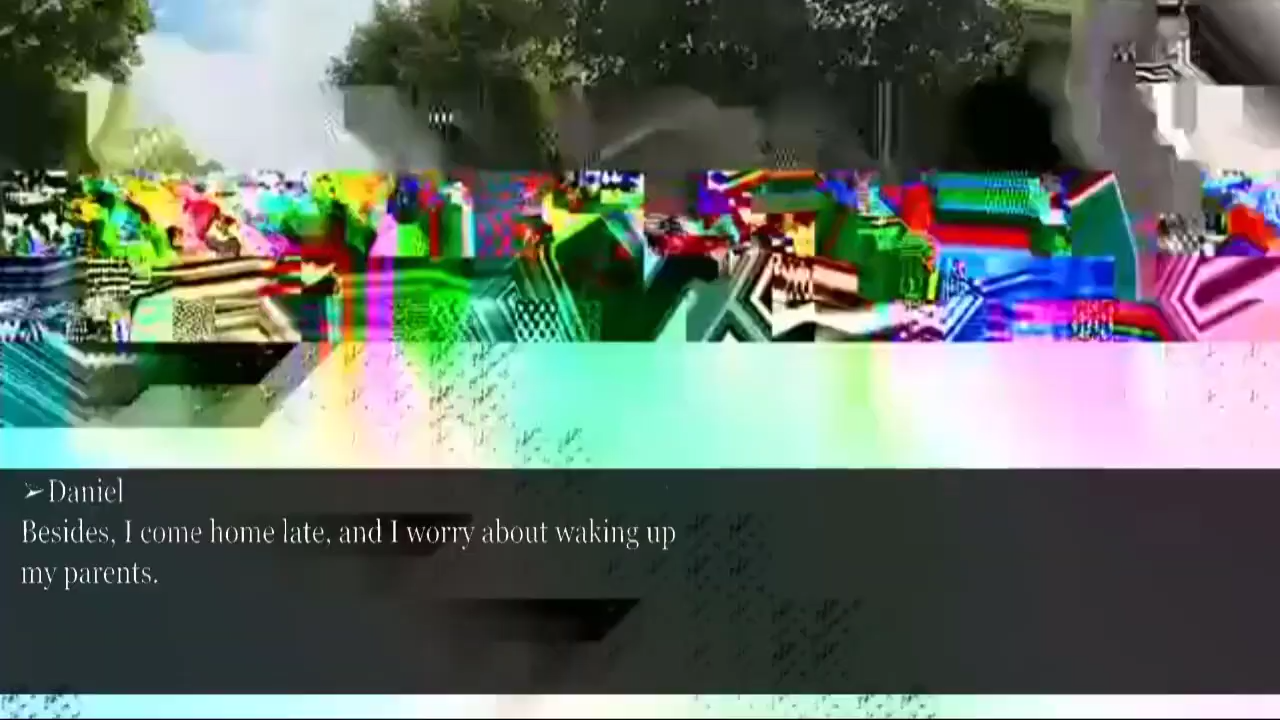 ➢Daniel
Besides, I come home late, and I worry about waking up
my parents.